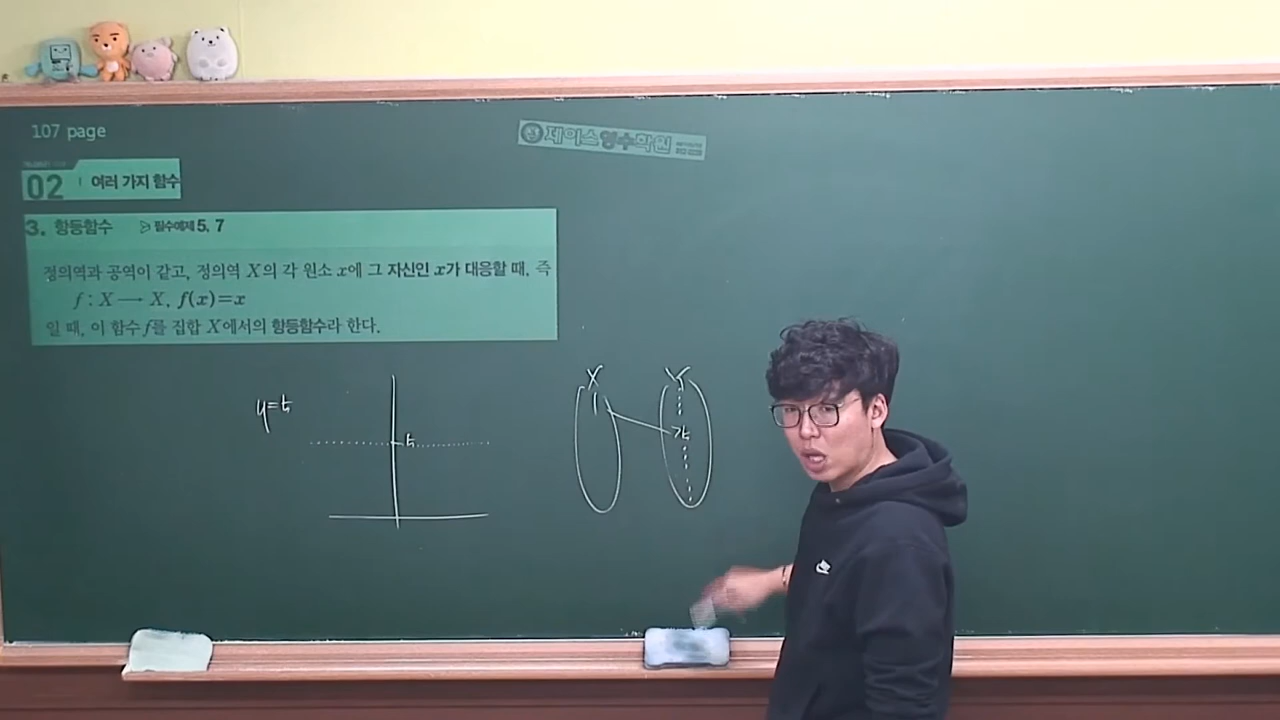 107 page
제이스영수학원
02 여러 가지 함수
3. 항등함수 ▷ 필수예제 5, 7
정의역과 공역이 같고, 정의역 X의 각 원소 x에 그 자신인 x가 대응할 때, 즉
f : X → X, f(x)=x
일 때, 이 함수 f를 집합 X에서의 항등함수라 한다.
X Y
1
y=